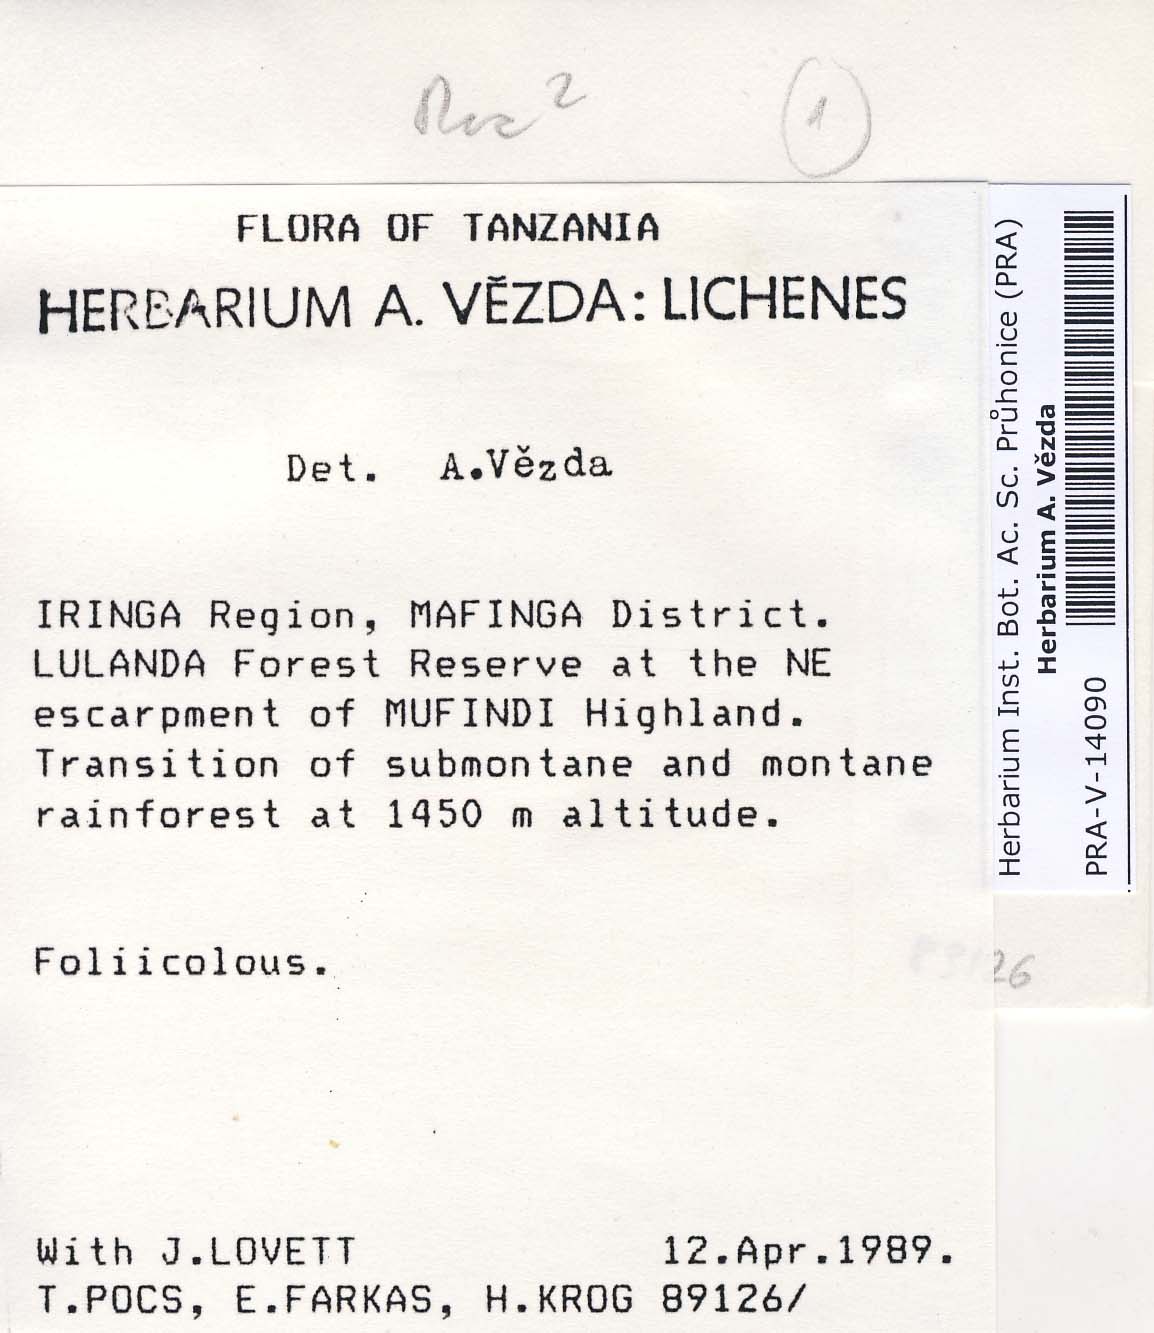 1
FLORA OF TANZANIA
HERBARIUM A. VĚZDA: LICHENES
Det. A.Vězda
IRINGA Region, MAFINGA District.
LULANDA Forest Reserve at the NE
escarpment of MUFINDI Highland.
Transition of submontane and montane
rainforest at 1450 m altitude.
Foliicolous.
With J.LOVETT 12.Apr.1989.
T.POCS, E.FARKAS, H.KROG 89126/
Herbarium Inst. Bot. Ac. Sc. Průhonice (PRA)
Herbarium A. Vězda
PRA-V-14090
26